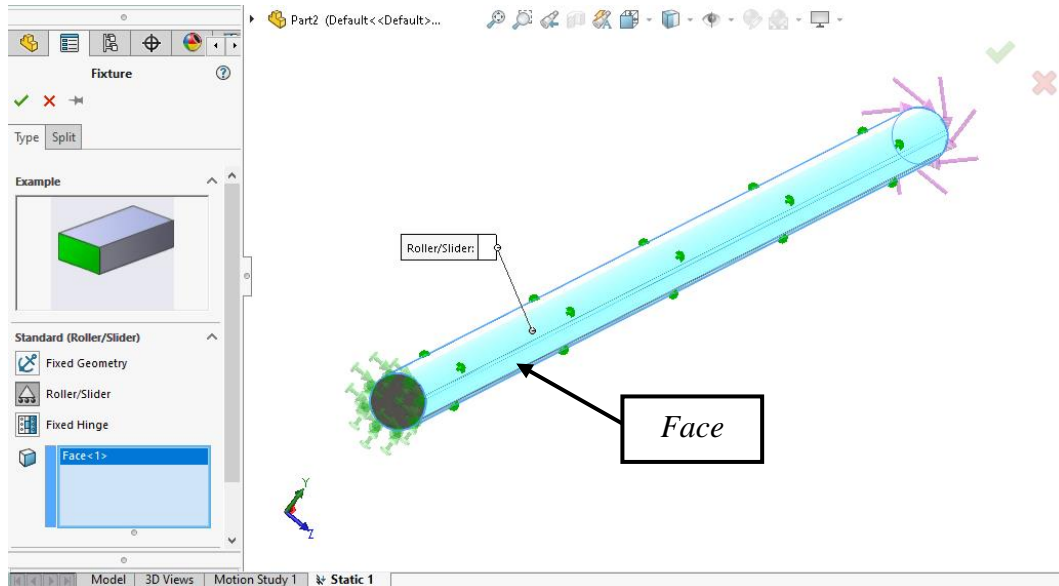 Part2 (Default<<Default>...
Fixture
Type Split
Example
Standard (Roller/Slider)
Fixed Geometry
Roller/Slider
Fixed Hinge
Face<1>
Roller/Slider:
Face
Y
Z
Model 3D Views Motion Study 1 Static 1